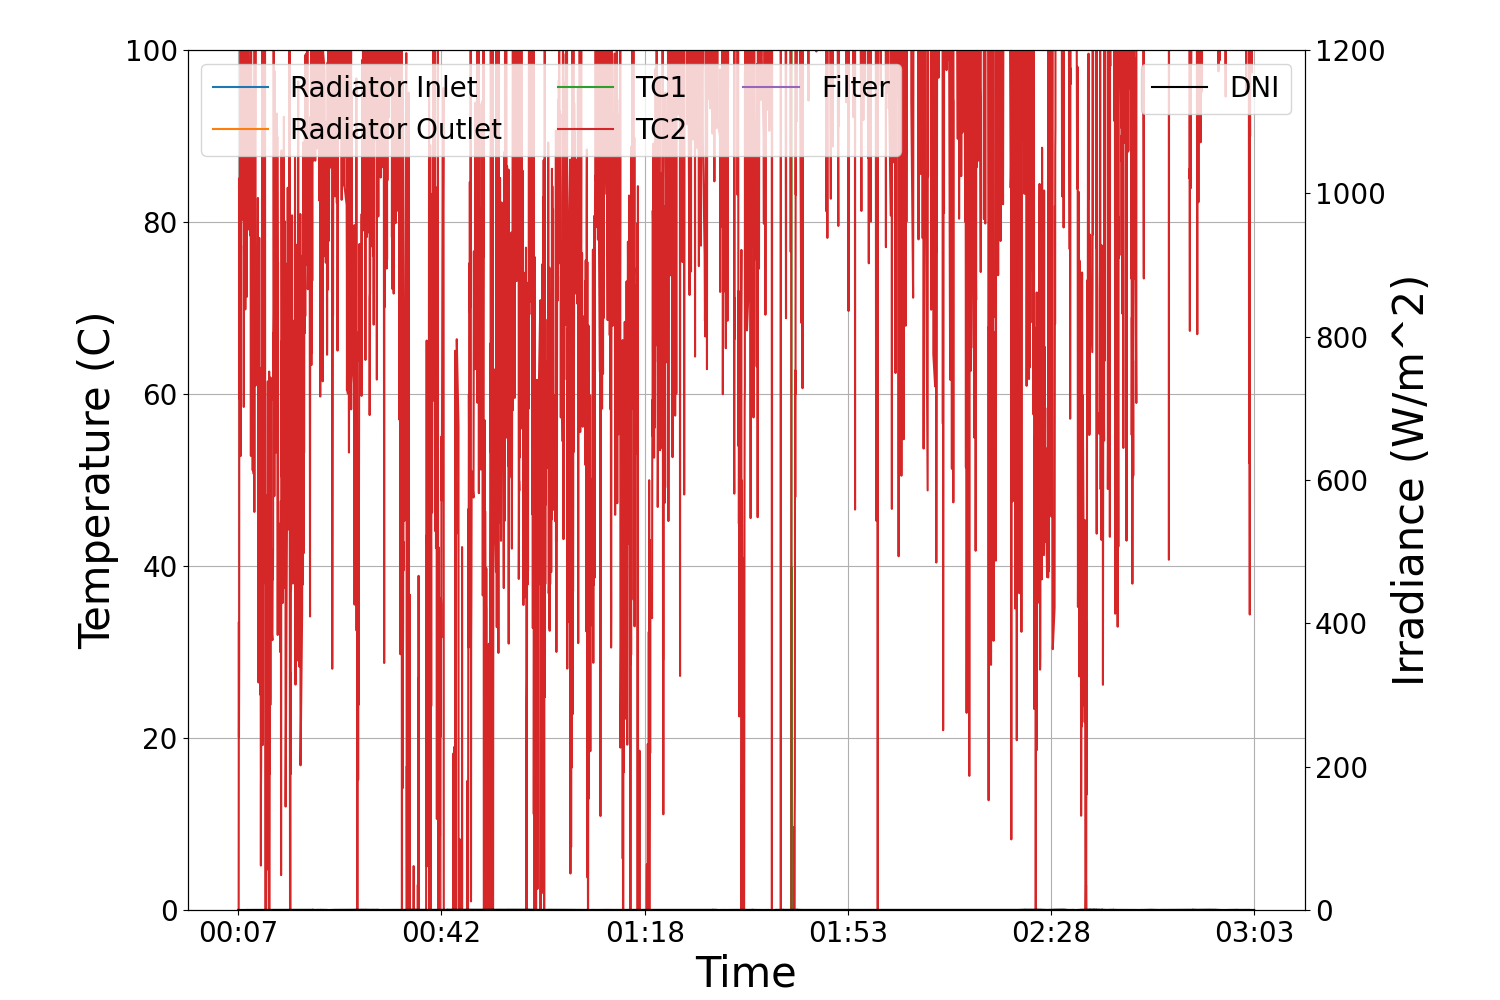 100
80
60
40
20
0
Temperature (C)
Radiator Inlet
Radiator Outlet
TC1
TC2
Filter
DNI
1200
1000
800
600
400
200
0
Irradiance (W/m^2)
00:07 00:42 01:18 01:53 02:28 03:03
Time